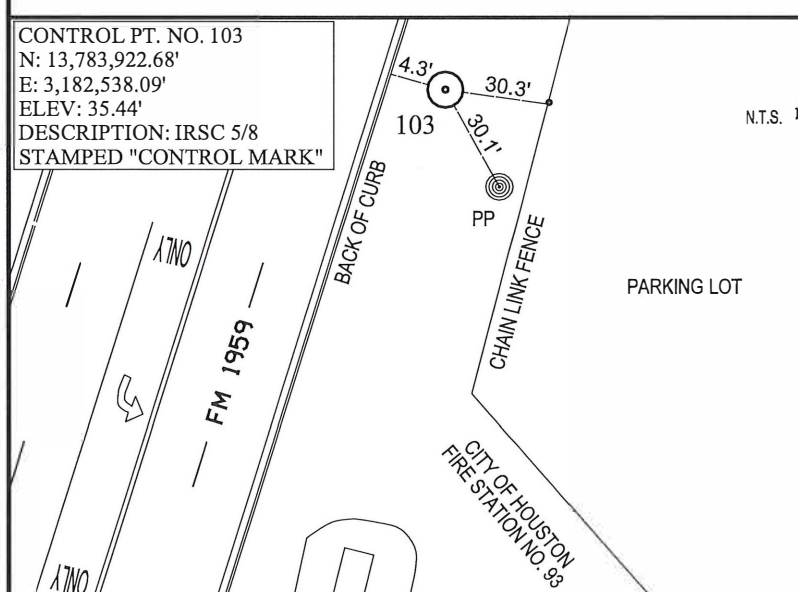 CONTROL PT. NO. 103
N: 13,783,922.68'
E: 3,182,538.09'
ELEV: 35.44'
DESCRIPTION: IRSC 5/8
STAMPED "CONTROL MARK"
4.3'
30.3'
103
30.1'
PP
N.T.S.
BACK OF CURB
CHAIN LINK FENCE
PARKING LOT
ONLY
FM 1959
CITY OF HOUSTON
FIRE STATION NO. 93
ONLY